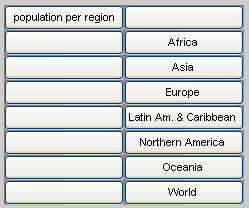 population per region
Africa
Asia
Europe
Latin Am. & Caribbean
Northern America
Oceania
World